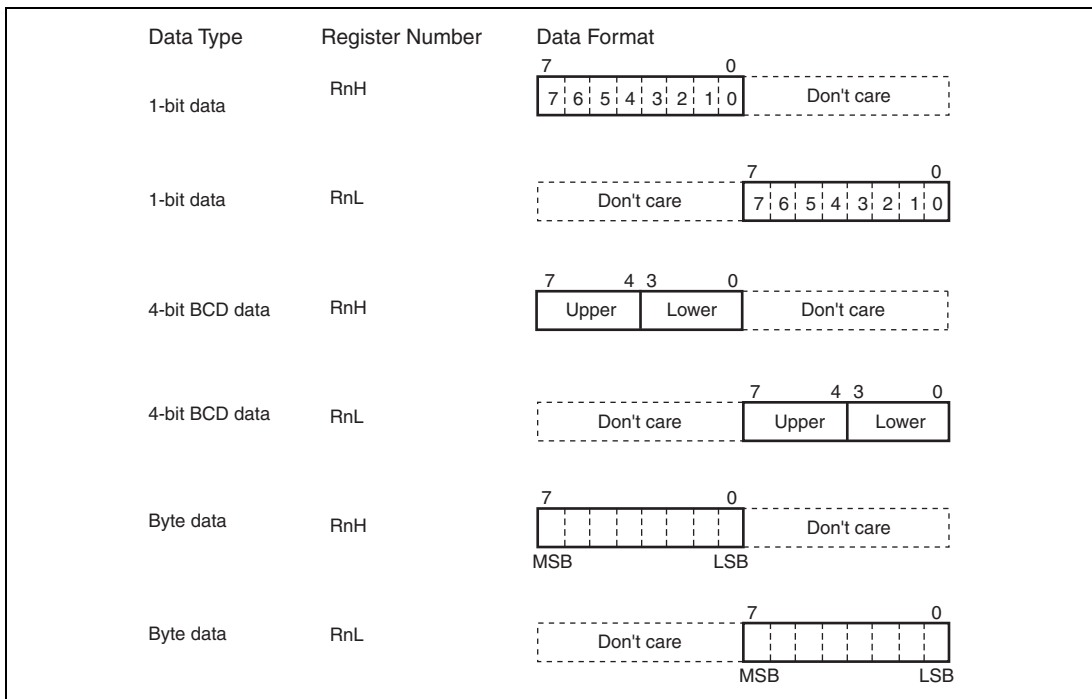 Data Type Register Number Data Format
7 0
1-bit data RnH 7 6 5 4 3 2 1 0 Don't care
7 0
1-bit data RnL Don't care 7 6 5 4 3 2 1 0
7 4 3 0
4-bit BCD data RnH Upper Lower Don't care
7 4 3 0
4-bit BCD data RnL Don't care Upper Lower
7 0
Byte data RnH Don't care
MSB LSB
7 0
Byte data RnL Don't care
MSB LSB